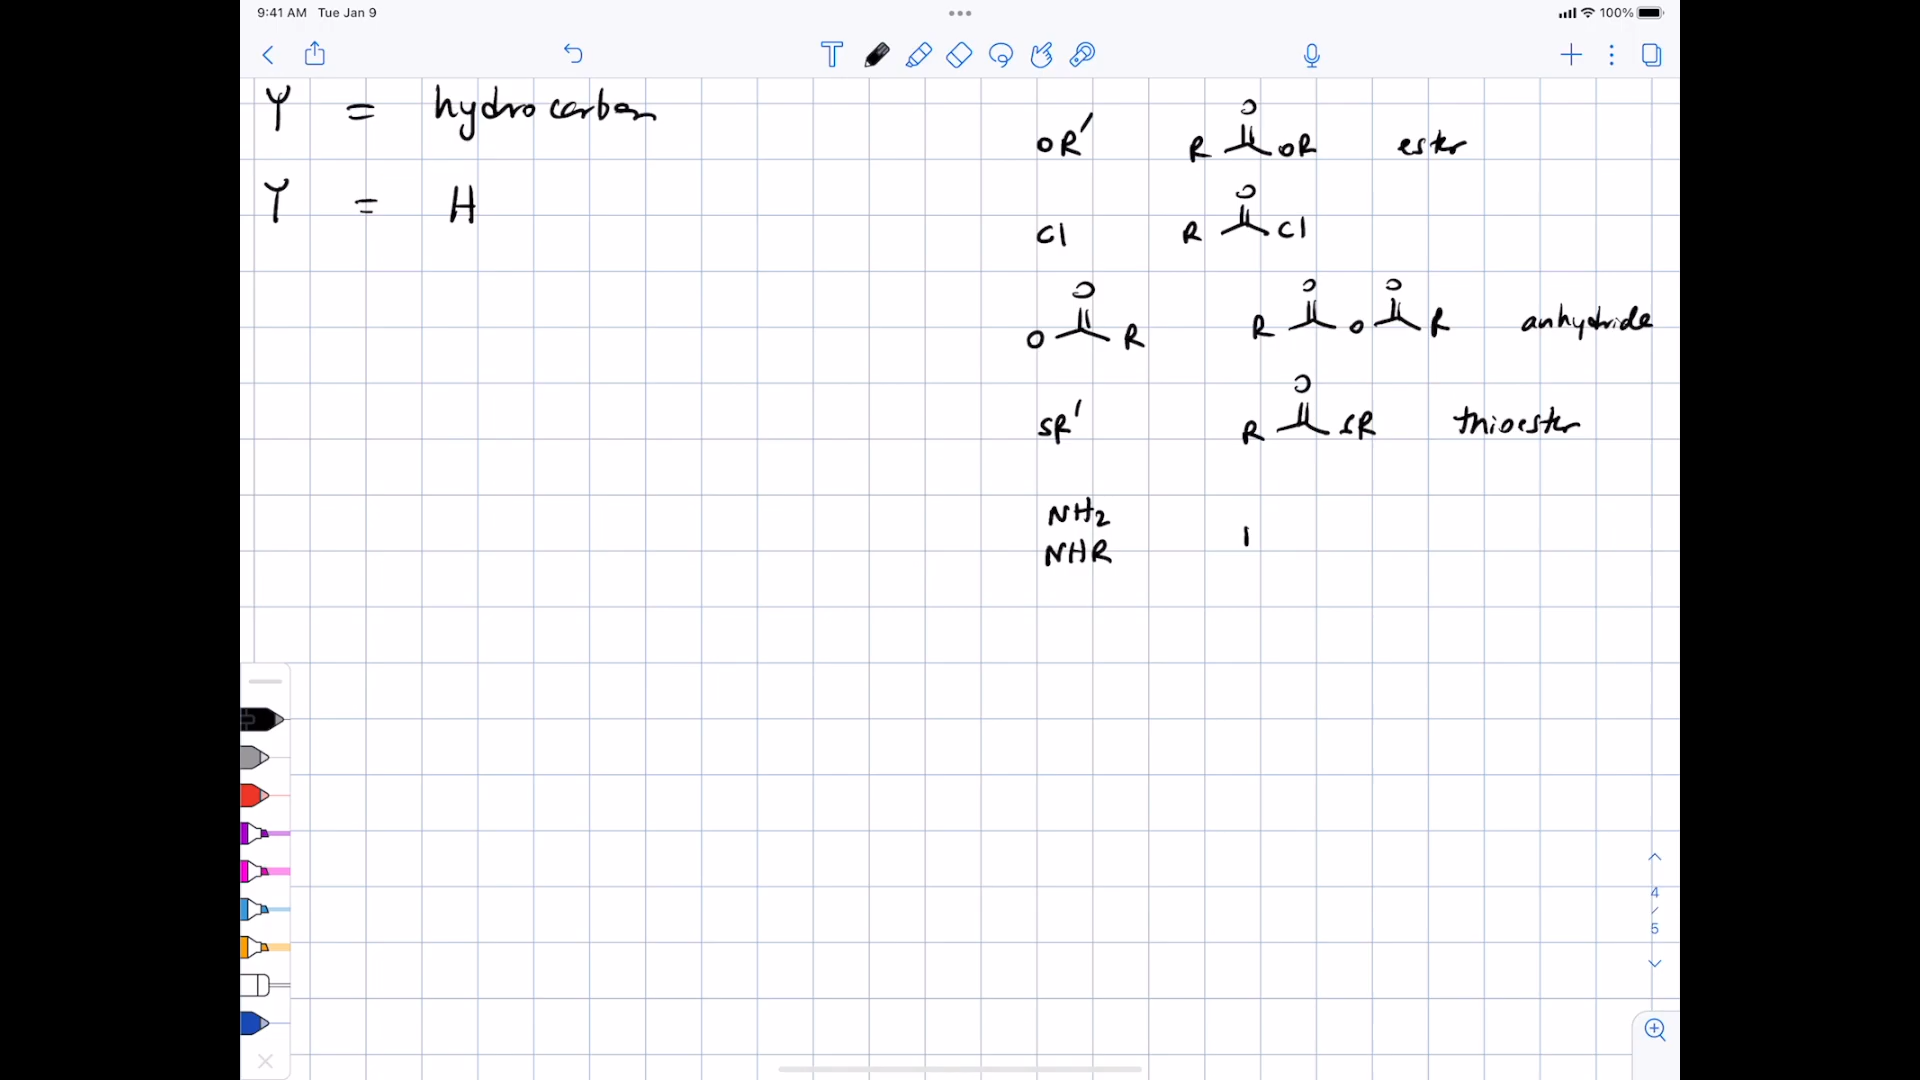 9:41 AM Tue Jan 9
100%
T
Y = hydrocarbon
Y = H
O
OR' R OR ester
O
Cl R Cl
O O O
O R R O R anhydride
O
SR' R SR thioester
NH2
NHR
4
/
5